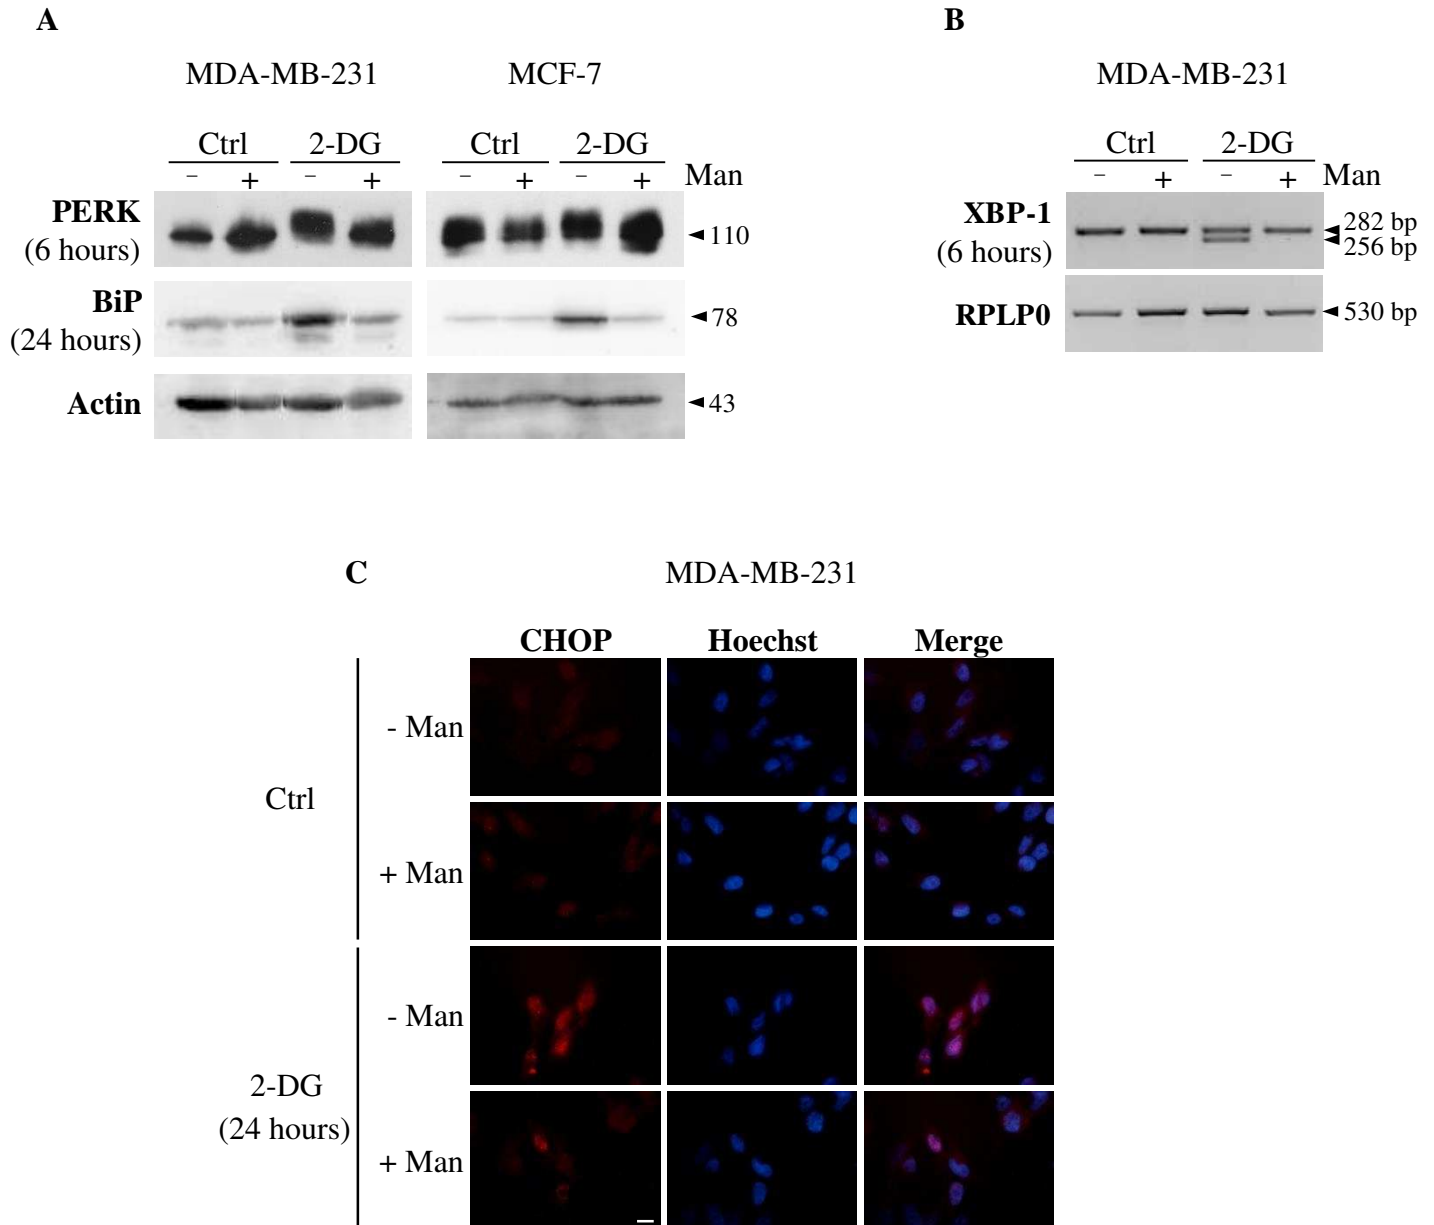 A
B
MDA-MB-231
MCF-7
MDA-MB-231
Ctrl
2-DG
Ctrl
2-DG
Ctrl
2-DG
− + − + − + − + Man
− + − + Man
PERK
(6 hours)
◄110
BiP
(24 hours)
◄78
Actin
◄43
XBP-1
(6 hours)
◄282 bp
◄256 bp
RPLP0
◄530 bp
C
MDA-MB-231
CHOP
Hoechst
Merge
Ctrl
- Man
+ Man
2-DG
(24 hours)
- Man
+ Man